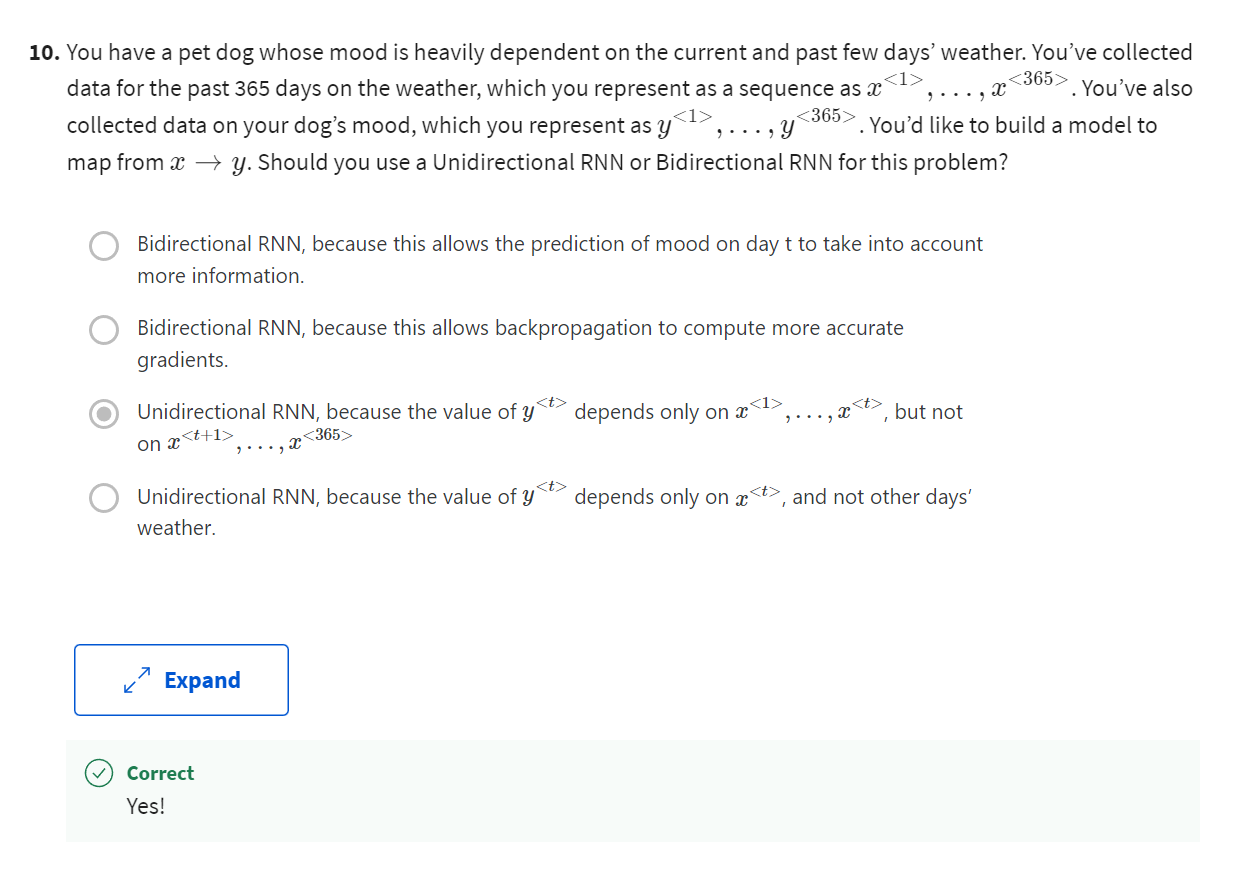 10. You have a pet dog whose mood is heavily dependent on the current and past few days’ weather. You’ve collected
data for the past 365 days on the weather, which you represent as a sequence as x<1>, . . . , x<365>. You’ve also
collected data on your dog’s mood, which you represent as y<1>, . . . , y<365>. You’d like to build a model to
map from x → y. Should you use a Unidirectional RNN or Bidirectional RNN for this problem?
Bidirectional RNN, because this allows the prediction of mood on day t to take into account
more information.
Bidirectional RNN, because this allows backpropagation to compute more accurate
gradients.
Unidirectional RNN, because the value of y<t> depends only on x<1>, . . . , x<t>, but not
on x<t+1>, . . . , x<365>
Unidirectional RNN, because the value of y<t> depends only on x<t>, and not other days’
weather.
Expand
Correct
Yes!